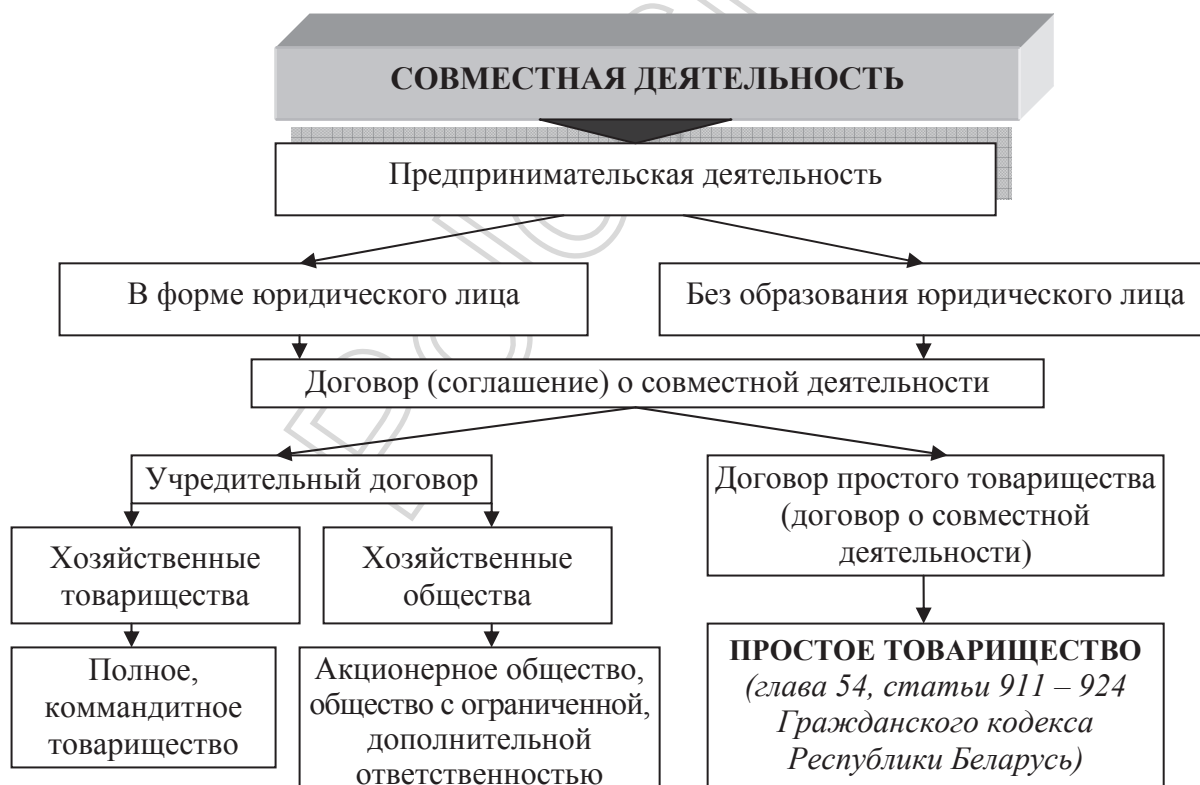 СОВМЕСТНАЯ ДЕЯТЕЛЬНОСТЬ
Предпринимательская деятельность
В форме юридического лица
Без образования юридического лица
Договор (соглашение) о совместной деятельности
Учредительный договор
Договор простого товарищества
(договор о совместной
деятельности)
Хозяйственные
товарищества
Хозяйственные
общества
Полное,
коммандитное
товарищество
Акционерное общество,
общество с ограниченной,
дополнительной
ответственностью
ПРОСТОЕ ТОВАРИЩЕСТВО
(глава 54, статьи 911 – 924
Гражданского кодекса
Республики Беларусь)